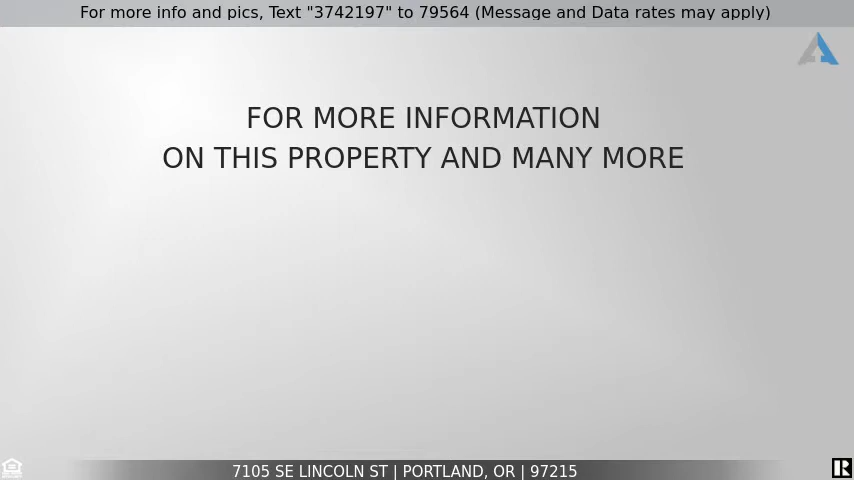 For more info and pics, Text "3742197" to 79564 (Message and Data rates may apply)
FOR MORE INFORMATION
ON THIS PROPERTY AND MANY MORE
7105 SE LINCOLN ST | PORTLAND, OR | 97215